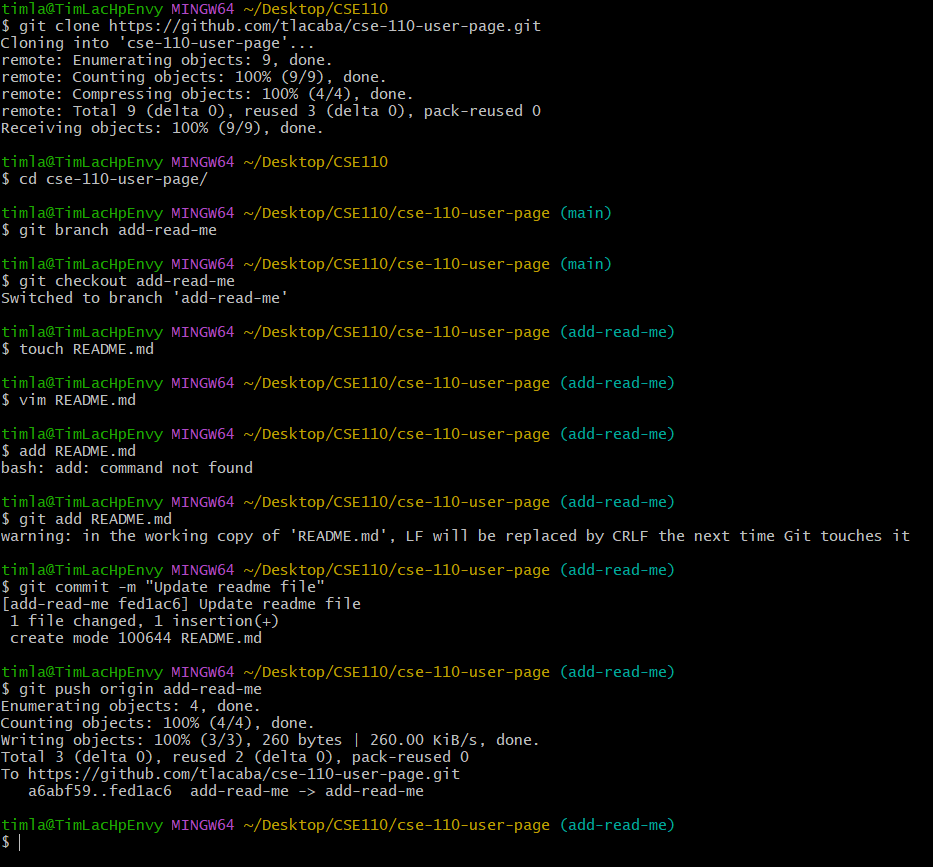 timla@TimLacHpEnvy MINGW64 ~/Desktop/CSE110
$ git clone https://github.com/tlacaba/cse-110-user-page.git
Cloning into 'cse-110-user-page'...
remote: Enumerating objects: 9, done.
remote: Counting objects: 100% (9/9), done.
remote: Compressing objects: 100% (4/4), done.
remote: Total 9 (delta 0), reused 3 (delta 0), pack-reused 0
Receiving objects: 100% (9/9), done.

timla@TimLacHpEnvy MINGW64 ~/Desktop/CSE110
$ cd cse-110-user-page/

timla@TimLacHpEnvy MINGW64 ~/Desktop/CSE110/cse-110-user-page (main)
$ git branch add-read-me

timla@TimLacHpEnvy MINGW64 ~/Desktop/CSE110/cse-110-user-page (main)
$ git checkout add-read-me
Switched to branch 'add-read-me'

timla@TimLacHpEnvy MINGW64 ~/Desktop/CSE110/cse-110-user-page (add-read-me)
$ touch README.md

timla@TimLacHpEnvy MINGW64 ~/Desktop/CSE110/cse-110-user-page (add-read-me)
$ vim README.md

timla@TimLacHpEnvy MINGW64 ~/Desktop/CSE110/cse-110-user-page (add-read-me)
$ add README.md
bash: add: command not found

timla@TimLacHpEnvy MINGW64 ~/Desktop/CSE110/cse-110-user-page (add-read-me)
$ git add README.md
warning: in the working copy of 'README.md', LF will be replaced by CRLF the next time Git touches it

timla@TimLacHpEnvy MINGW64 ~/Desktop/CSE110/cse-110-user-page (add-read-me)
$ git commit -m "Update readme file"
[add-read-me fed1ac6] Update readme file
 1 file changed, 1 insertion(+)
 create mode 100644 README.md

timla@TimLacHpEnvy MINGW64 ~/Desktop/CSE110/cse-110-user-page (add-read-me)
$ git push origin add-read-me
Enumerating objects: 4, done.
Counting objects: 100% (4/4), done.
Writing objects: 100% (3/3), 260 bytes | 260.00 KiB/s, done.
Total 3 (delta 0), reused 2 (delta 0), pack-reused 0
To https://github.com/tlacaba/cse-110-user-page.git
   a6abf59..fed1ac6  add-read-me -> add-read-me

timla@TimLacHpEnvy MINGW64 ~/Desktop/CSE110/cse-110-user-page (add-read-me)
$